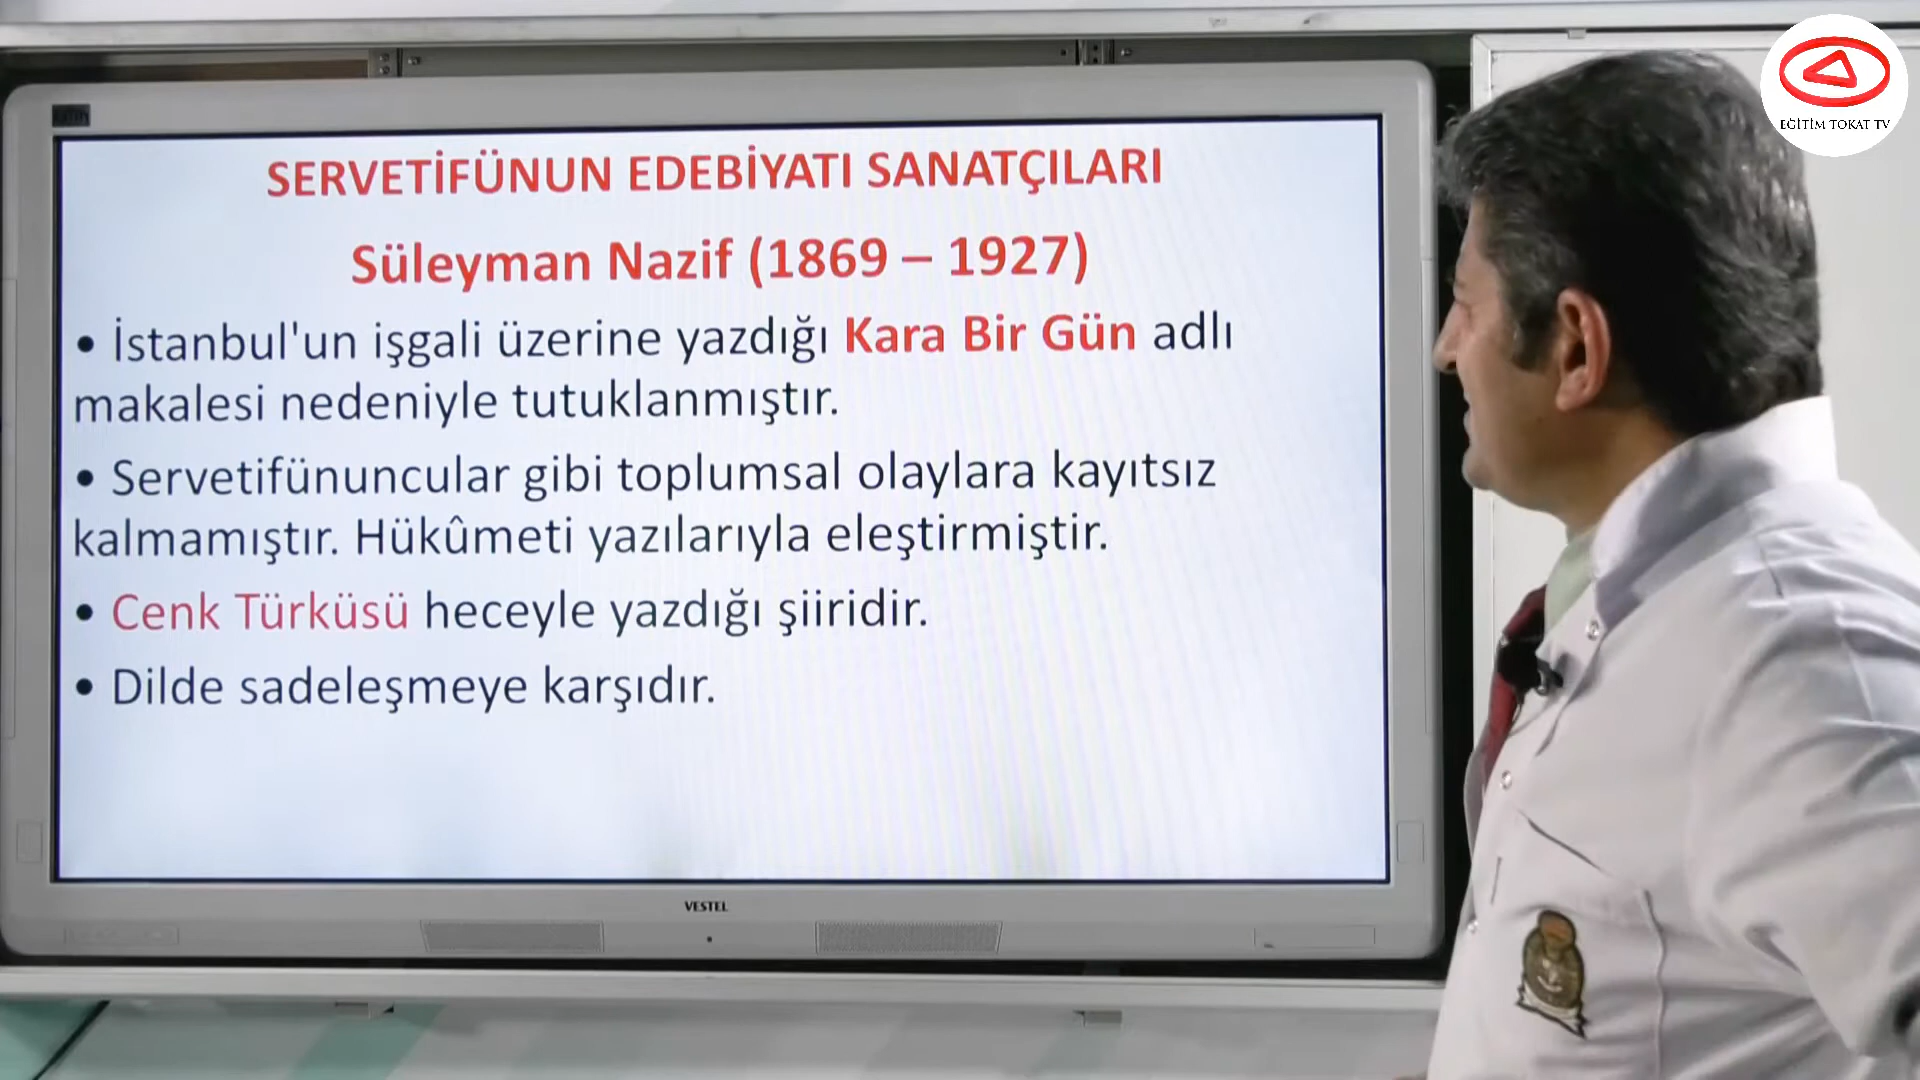 EĞİTİM TOKAT TV
SERVETİFÜNUN EDEBİYATI SANATÇILARI
Süleyman Nazif (1869 – 1927)
• İstanbul'un işgali üzerine yazdığı Kara Bir Gün adlı
makalesi nedeniyle tutuklanmıştır.
• Servetifünuncular gibi toplumsal olaylara kayıtsız
kalmamıştır. Hükûmeti yazılarıyla eleştirmiştir.
• Cenk Türküsü heceyle yazdığı şiiridir.
• Dilde sadeleşmeye karşıdır.
VESTEL